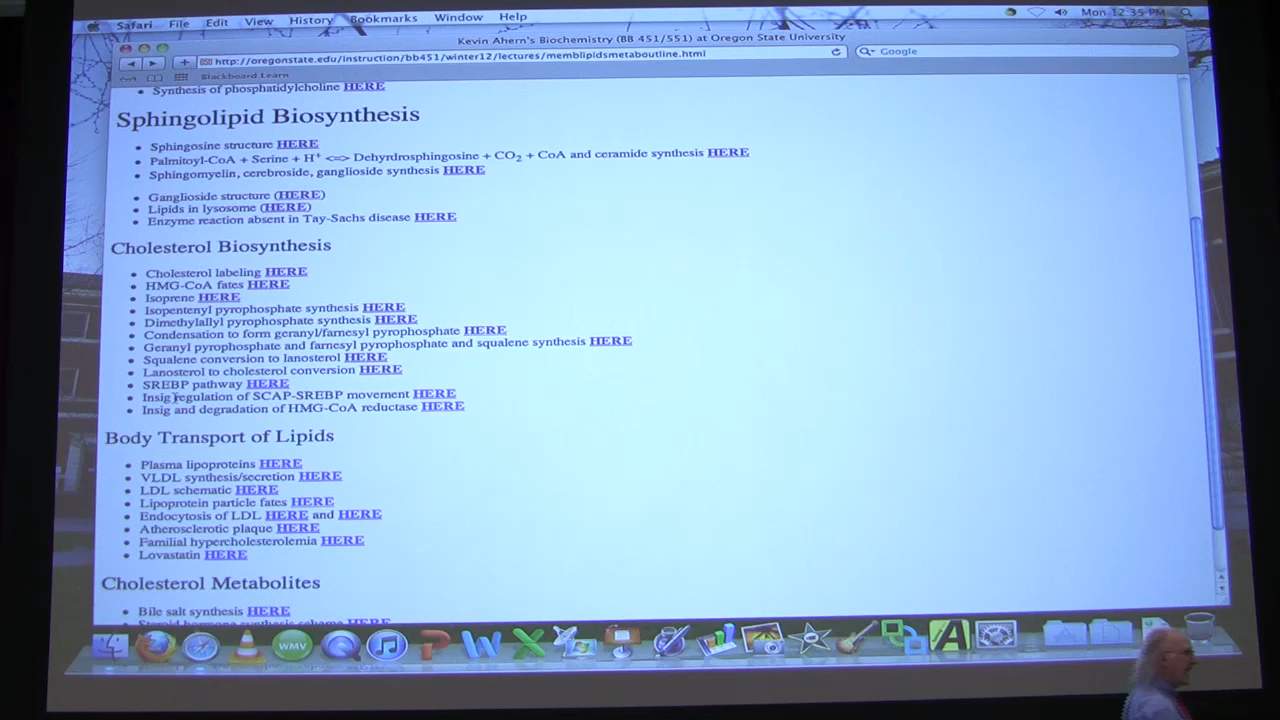 Safari File Edit View History Bookmarks Window Help Mon 12:35 PM
Kevin Ahern's Biochemistry (BB 451/551) at Oregon State University
http://oregonstate.edu/instruction/bb451/winter12/lectures/memblipidsmetaboutline.html Google
Blackboard Learn
Synthesis of phosphatidylcholine HERE
Sphingolipid Biosynthesis
Sphingosine structure HERE
Palmitoyl-CoA + Serine + H+ <=> Dehyrdrosphingosine + CO2 + CoA and ceramide synthesis HERE
Sphingomyelin, cerebroside, ganglioside synthesis HERE
Ganglioside structure (HERE)
Lipids in lysosome (HERE)
Enzyme reaction absent in Tay-Sachs disease HERE
Cholesterol Biosynthesis
Cholesterol labeling HERE
HMG-CoA fates HERE
Isoprene HERE
Isopentenyl pyrophosphate synthesis HERE
Dimethylallyl pyrophosphate synthesis HERE
Condensation to form geranyl/farnesyl pyrophosphate HERE
Geranyl pyrophosphate and farnesyl pyrophosphate and squalene synthesis HERE
Squalene conversion to lanosterol HERE
Lanosterol to cholesterol conversion HERE
SREBP pathway HERE
Insig regulation of SCAP-SREBP movement HERE
Insig and degradation of HMG-CoA reductase HERE
Body Transport of Lipids
Plasma lipoproteins HERE
VLDL synthesis/secretion HERE
LDL schematic HERE
Lipoprotein particle fates HERE
Endocytosis of LDL HERE and HERE
Atherosclerotic plaque HERE
Familial hypercholesterolemia HERE
Lovastatin HERE
Cholesterol Metabolites
Bile salt synthesis HERE
Steroid hormone synthesis scheme HERE
WMV